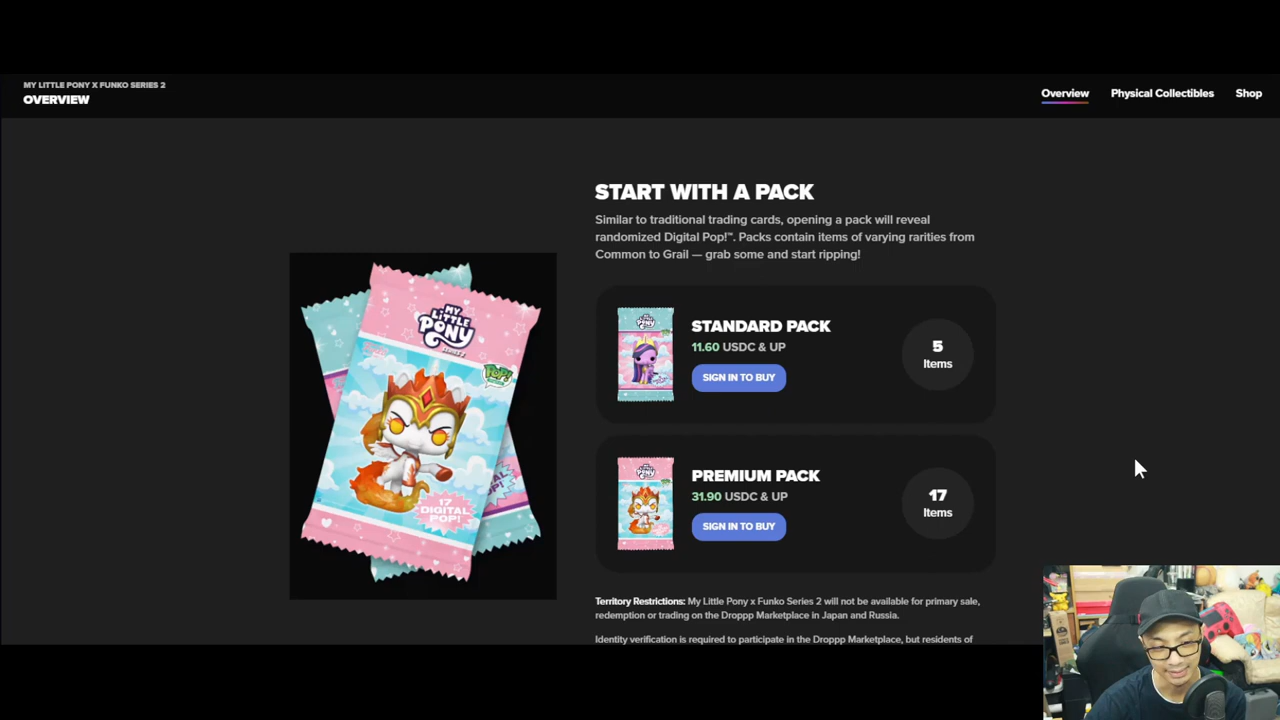 MY LITTLE PONY X FUNKO SERIES 2
OVERVIEW
Overview
Physical Collectibles
Shop
START WITH A PACK
Similar to traditional trading cards, opening a pack will reveal
randomized Digital Pop!™. Packs contain items of varying rarities from
Common to Grail — grab some and start ripping!
MY
LITTLE
PONY
SERIES 2
POP!
17
DIGITAL
POP!
STANDARD PACK
11.60 USDC & UP
SIGN IN TO BUY
5
Items
PREMIUM PACK
31.90 USDC & UP
SIGN IN TO BUY
17
Items
Territory Restrictions: My Little Pony x Funko Series 2 will not be available for primary sale,
redemption or trading on the Droppp Marketplace in Japan and Russia.
Identity verification is required to participate in the Droppp Marketplace, but residents of